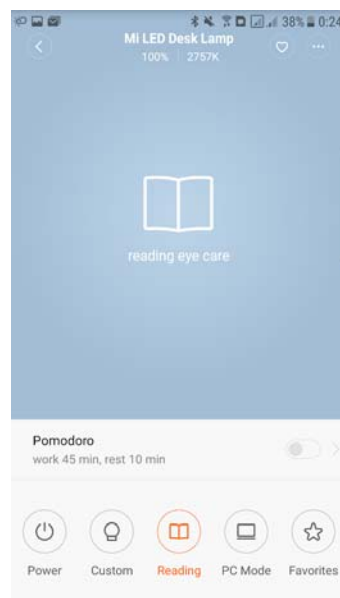 38% 0:24
Mi LED Desk Lamp
100% 2757K
reading eye care
Pomodoro
work 45 min, rest 10 min
Power Custom Reading PC Mode Favorites